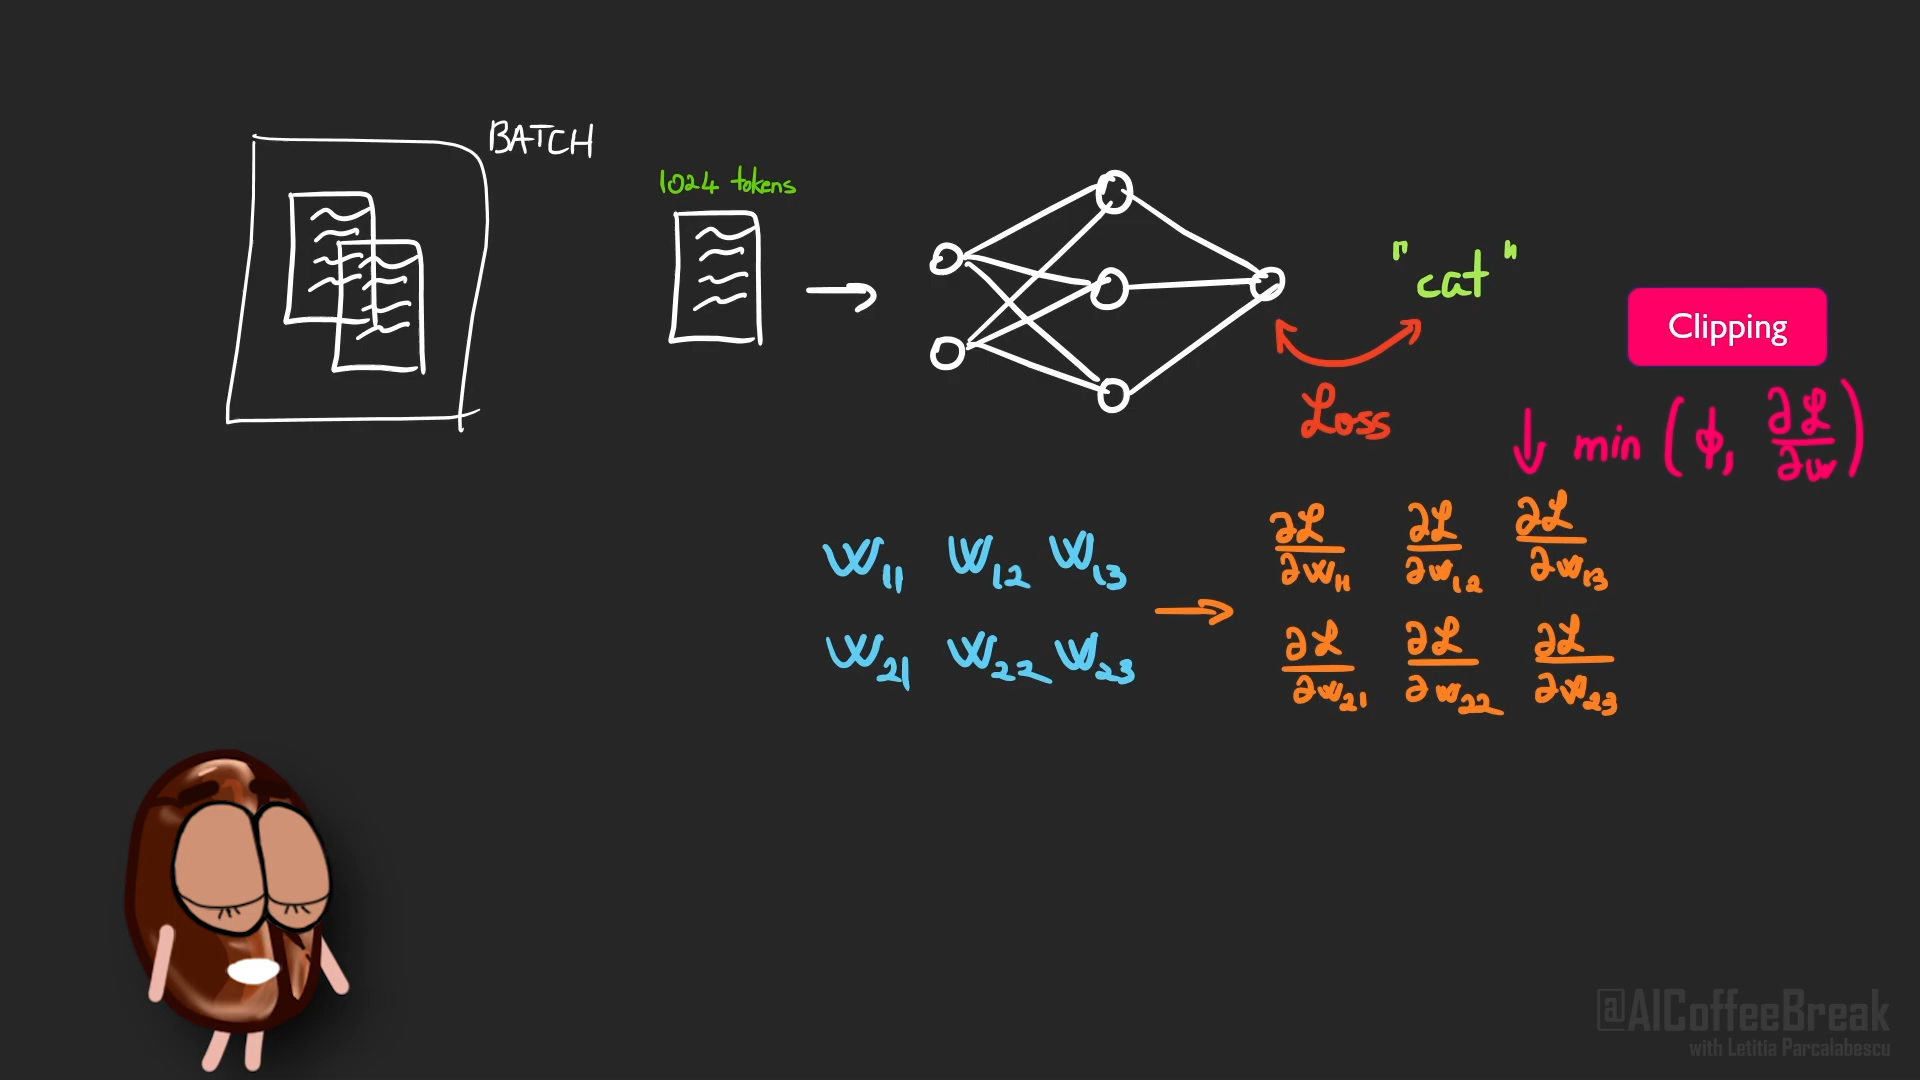 BATCH
1024 tokens
"cat"
Clipping
Loss
↓ min (ϕ, ∂ℒ/∂w)
w₁₁ w₁₂ w₁₃ → ∂ℒ/∂w₁₁ ∂ℒ/∂w₁₂ ∂ℒ/∂w₁₃
w₂₁ w₂₂ w₂₃ ∂ℒ/∂w₂₁ ∂ℒ/∂w₂₂ ∂ℒ/∂w₂₃
@AICoffeeBreak
with Letitia Parcalabescu